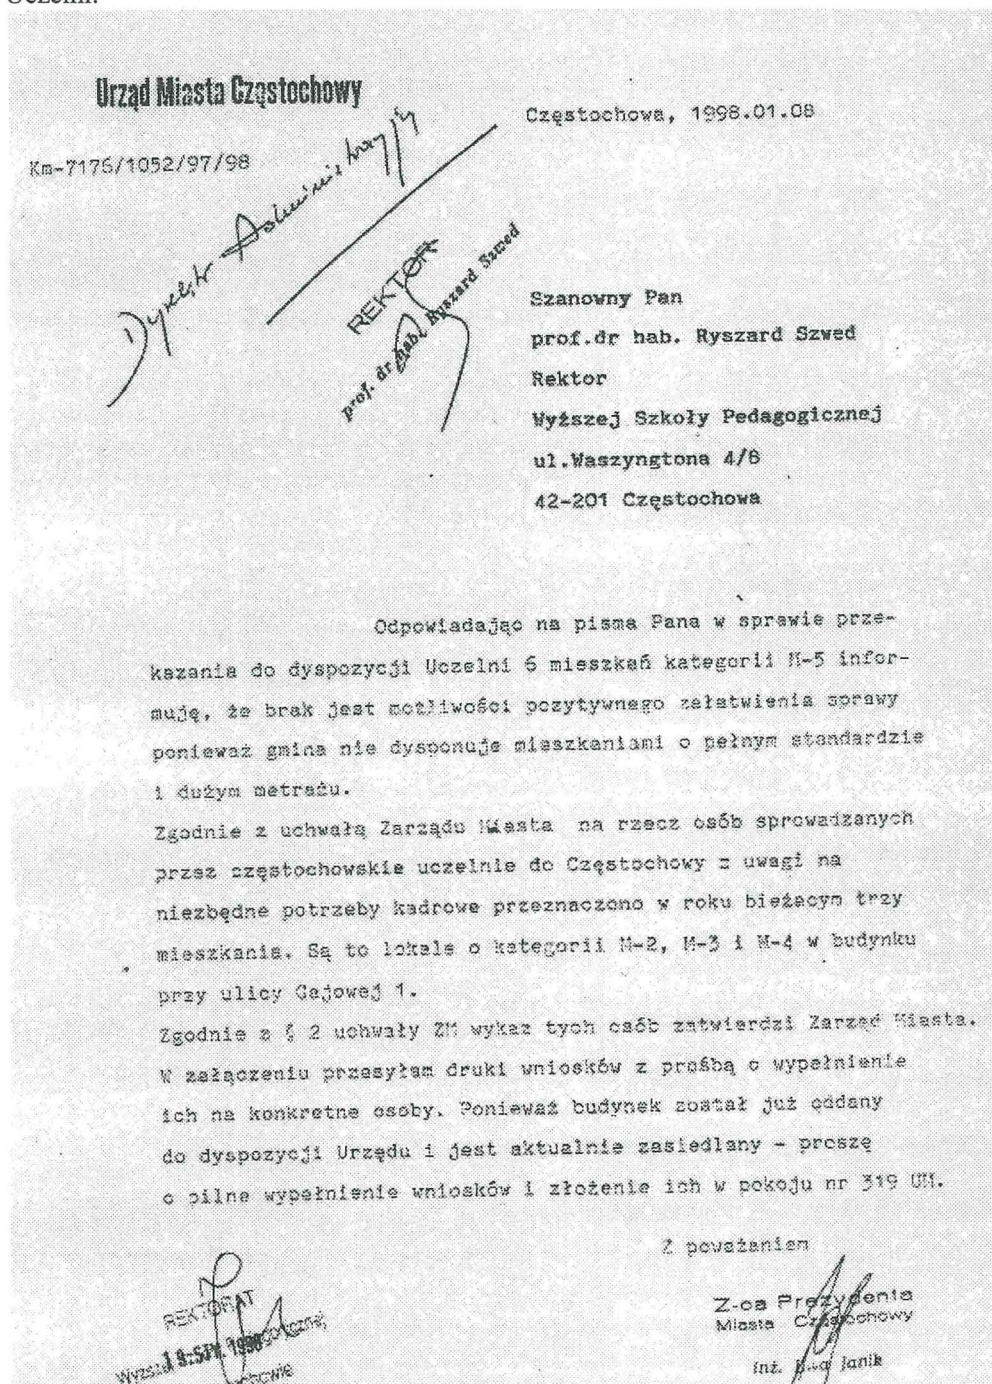 Uczelni.
Urząd Miasta Częstochowy
Częstochowa, 1998.01.08
Km-7176/1052/97/98
Dyrektor Administracyjny
REKTOR
prof. dr hab. Ryszard Szwed
Szanowny Pan
prof.dr hab. Ryszard Szwed
Rektor
Wyższej Szkoły Pedagogicznej
ul.Waszyngtona 4/8
42-201 Częstochowa
Odpowiadając na pisma Pana w sprawie prze-
kazania do dyspozycji Uczelni 6 mieszkań kategorii M-5 infor-
muję, że brak jest możliwości pozytywnego załatwienia sprawy
ponieważ gmina nie dysponuje mieszkaniami o pełnym standardzie
i dużym metrażu.
Zgodnie z uchwałą Zarządu Miasta na rzecz osób sprowadzanych
przez częstochowskie uczelnie do Częstochowy z uwagi na
niezbędne potrzeby kadrowe przeznaczono w roku bieżącym trzy
mieszkania. Są to lokale o kategorii M-2, M-3 i M-4 w budynku
przy ulicy Gajowej 1.
Zgodnie z § 2 uchwały ZM wykaz tych osób zatwierdzi Zarząd Miasta.
W załączeniu przesyłam druki wniosków z prośbą o wypełnienie
ich na konkretne osoby. Ponieważ budynek został już oddany
do dyspozycji Urzędu i jest aktualnie zasiedlany - proszę
o pilne wypełnienie wniosków i złożenie ich w pokoju nr 319 UM.
Z poważaniem
REKTORAT
Z-ca Prezydenta
Miasta Częstochowy
inż. Janik